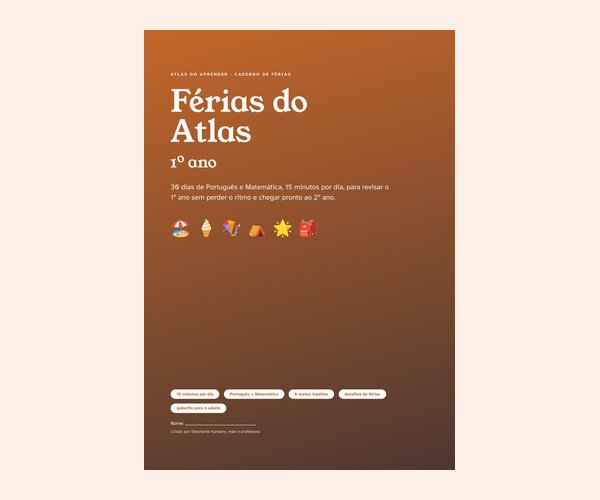 ATLAS DO APRENDER · CADERNO DE FÉRIAS
Férias do
Atlas
1º ano
30 dias de Português e Matemática, 15 minutos por dia, para revisar o
1º ano sem perder o ritmo e chegar pronto ao 2º ano.
15 minutos por dia
Português + Matemática
8 textos inéditos
desafios de férias
gabarito para o adulto
Nome:
Criado por Stephanie Kamarry, mãe e professora